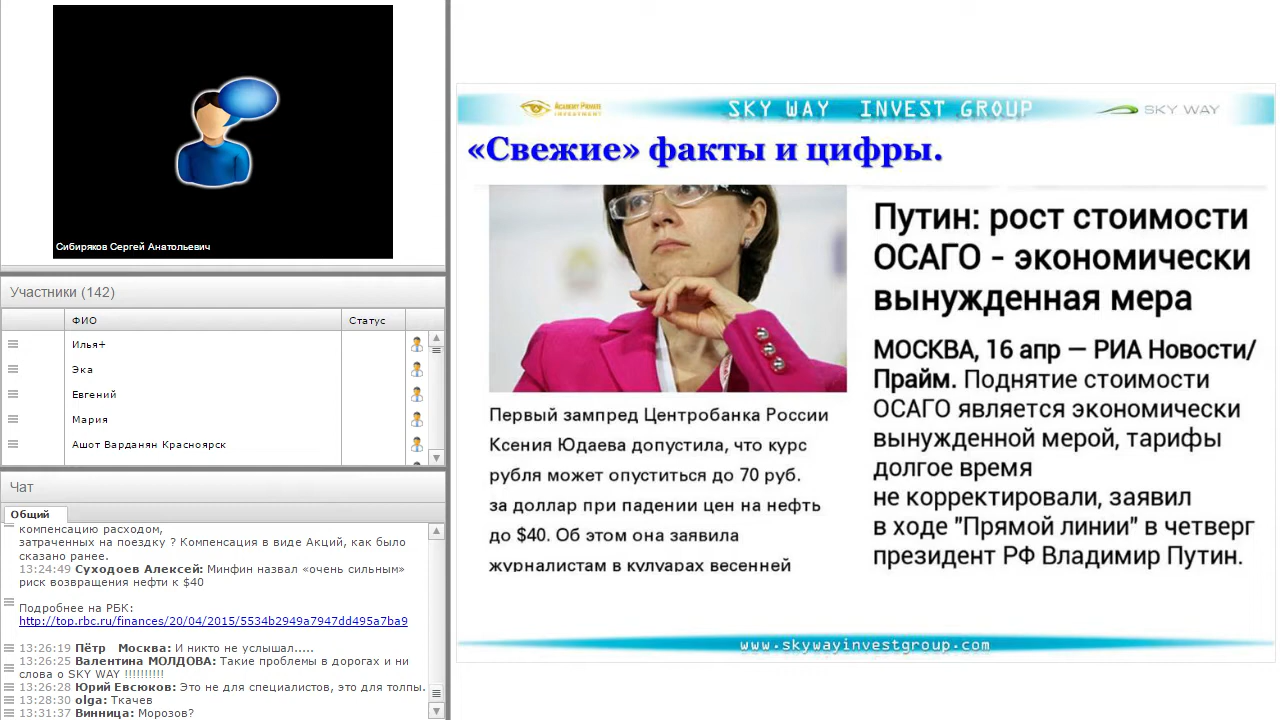 Сибиряков Сергей Анатольевич
Участники (142)
ФИО
Статус
Илья+
Эка
Евгений
Мария
Ашот Варданян Красноярск
Чат
Общий
компенсацию расходом,
затраченных на поездку ? Компенсация в виде Акций, как было
сказано ранее.
13:24:49 Суходоев Алексей: Минфин назвал «очень сильным»
риск возвращения нефти к $40
Подробнее на РБК:
http://top.rbc.ru/finances/20/04/2015/5534b2949a7947dd495a7ba9
13:26:19 Пётр Москва: И никто не услышал.....
13:26:25 Валентина МОЛДОВА: Такие проблемы в дорогах и ни
слова о SKY WAY !!!!!!!!!!
13:26:28 Юрий Евсюков: Это не для специалистов, это для толпы.
13:28:30 olga: Ткачев
13:31:37 Винница: Морозов?
ACADEMY PRIVATE
INVESTMENT
SKY WAY INVEST GROUP
SKY WAY
«Свежие» факты и цифры.
Первый зампред Центробанка России
Ксения Юдаева допустила, что курс
рубля может опуститься до 70 руб.
за доллар при падении цен на нефть
до $40. Об этом она заявила
журналистам в кулуарах весенней
Путин: рост стоимости
ОСАГО - экономически
вынужденная мера
МОСКВА, 16 апр — РИА Новости/
Прайм. Поднятие стоимости
ОСАГО является экономически
вынужденной мерой, тарифы
долгое время
не корректировали, заявил
в ходе "Прямой линии" в четверг
президент РФ Владимир Путин.
www.skywayinvestgroup.com